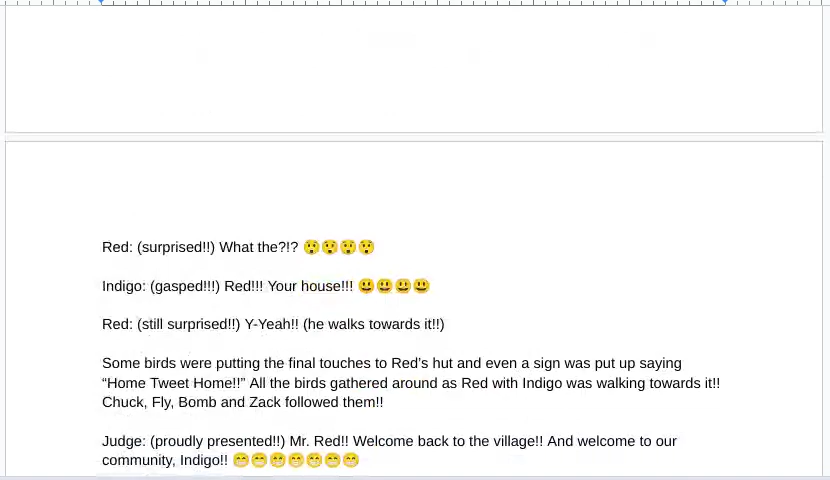 Red: (surprised!!) What the?!? 😲😲😲😲
Indigo: (gasped!!!) Red!!! Your house!!! 😃😃😃😃
Red: (still surprised!!) Y-Yeah!! (he walks towards it!!)
Some birds were putting the final touches to Red’s hut and even a sign was put up saying
“Home Tweet Home!!” All the birds gathered around as Red with Indigo was walking towards it!!
Chuck, Fly, Bomb and Zack followed them!!
Judge: (proudly presented!!) Mr. Red!! Welcome back to the village!! And welcome to our
community, Indigo!! 😁😁😁😁😁😁😁